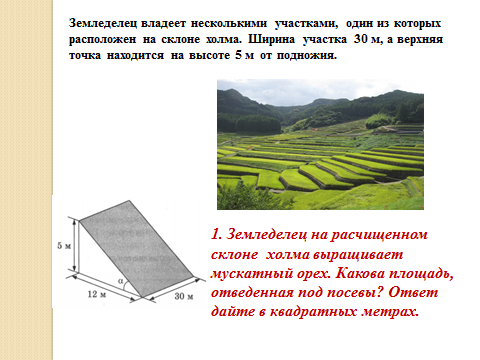 Земледелец владеет несколькими участками, один из которых
расположен на склоне холма. Ширина участка 30 м, а верхняя
точка находится на высоте 5 м от подножия.
5 м
α
12 м
30 м
1. Земледелец на расчищенном
склоне холма выращивает
мускатный орех. Какова площадь,
отведенная под посевы? Ответ
дайте в квадратных метрах.